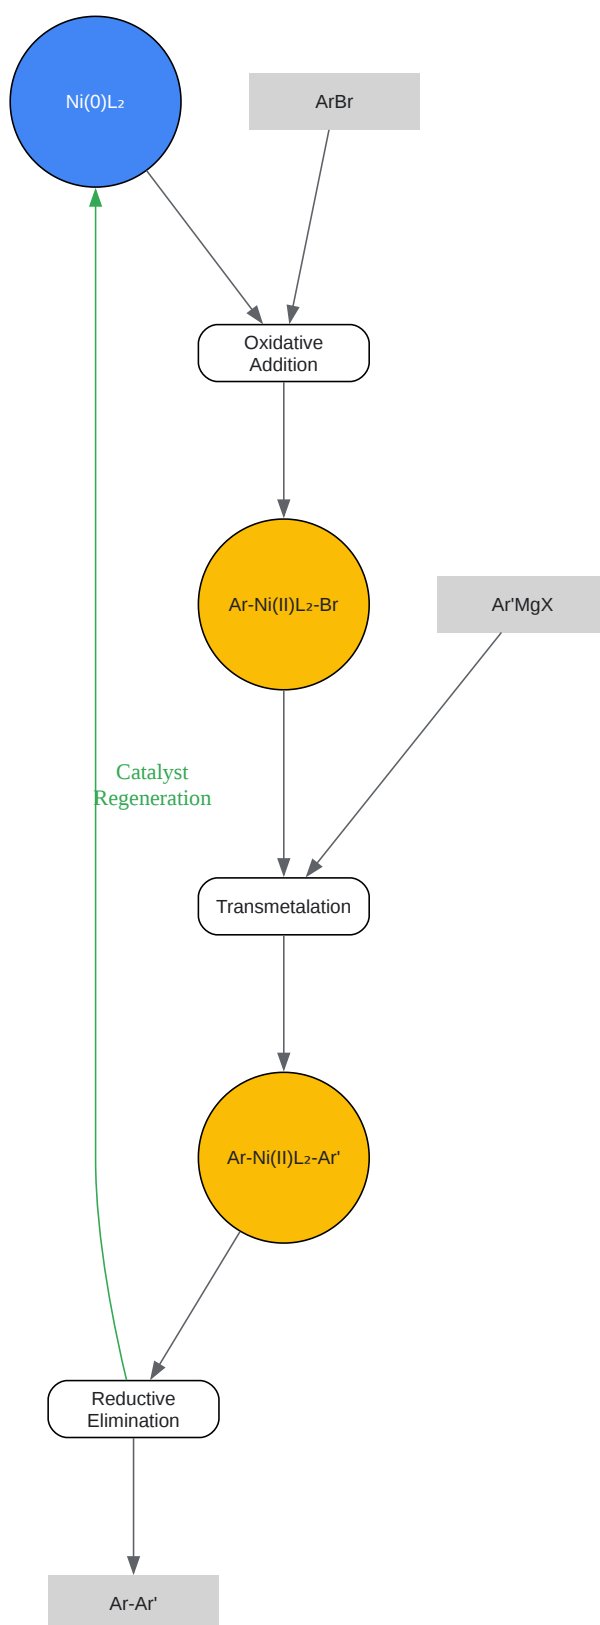 Ni(0)L₂
ArBr
Oxidative
Addition
Ar-Ni(II)L₂-Br
Ar'MgX
Catalyst
Regeneration
Transmetalation
Ar-Ni(II)L₂-Ar'
Reductive
Elimination
Ar-Ar'